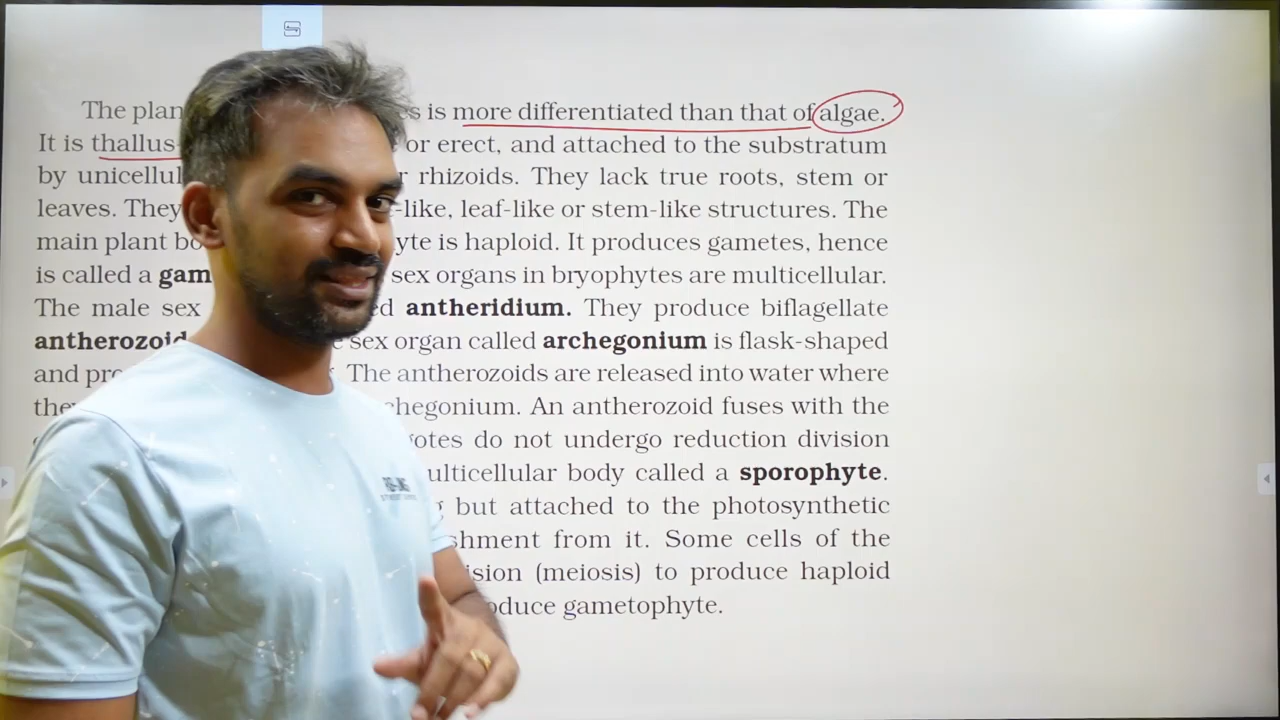 The plan es is more differentiated than that of algae.
It is thallus- or erect, and attached to the substratum
by unicellul r rhizoids. They lack true roots, stem or
leaves. They -like, leaf-like or stem-like structures. The
main plant bo yte is haploid. It produces gametes, hence
is called a gam sex organs in bryophytes are multicellular.
The male sex ed antheridium. They produce biflagellate
antherozoid e sex organ called archegonium is flask-shaped
and pro . The antherozoids are released into water where
they chegonium. An antherozoid fuses with the
gotes do not undergo reduction division
ulticellular body called a sporophyte.
g but attached to the photosynthetic
shment from it. Some cells of the
ision (meiosis) to produce haploid
oduce gametophyte.